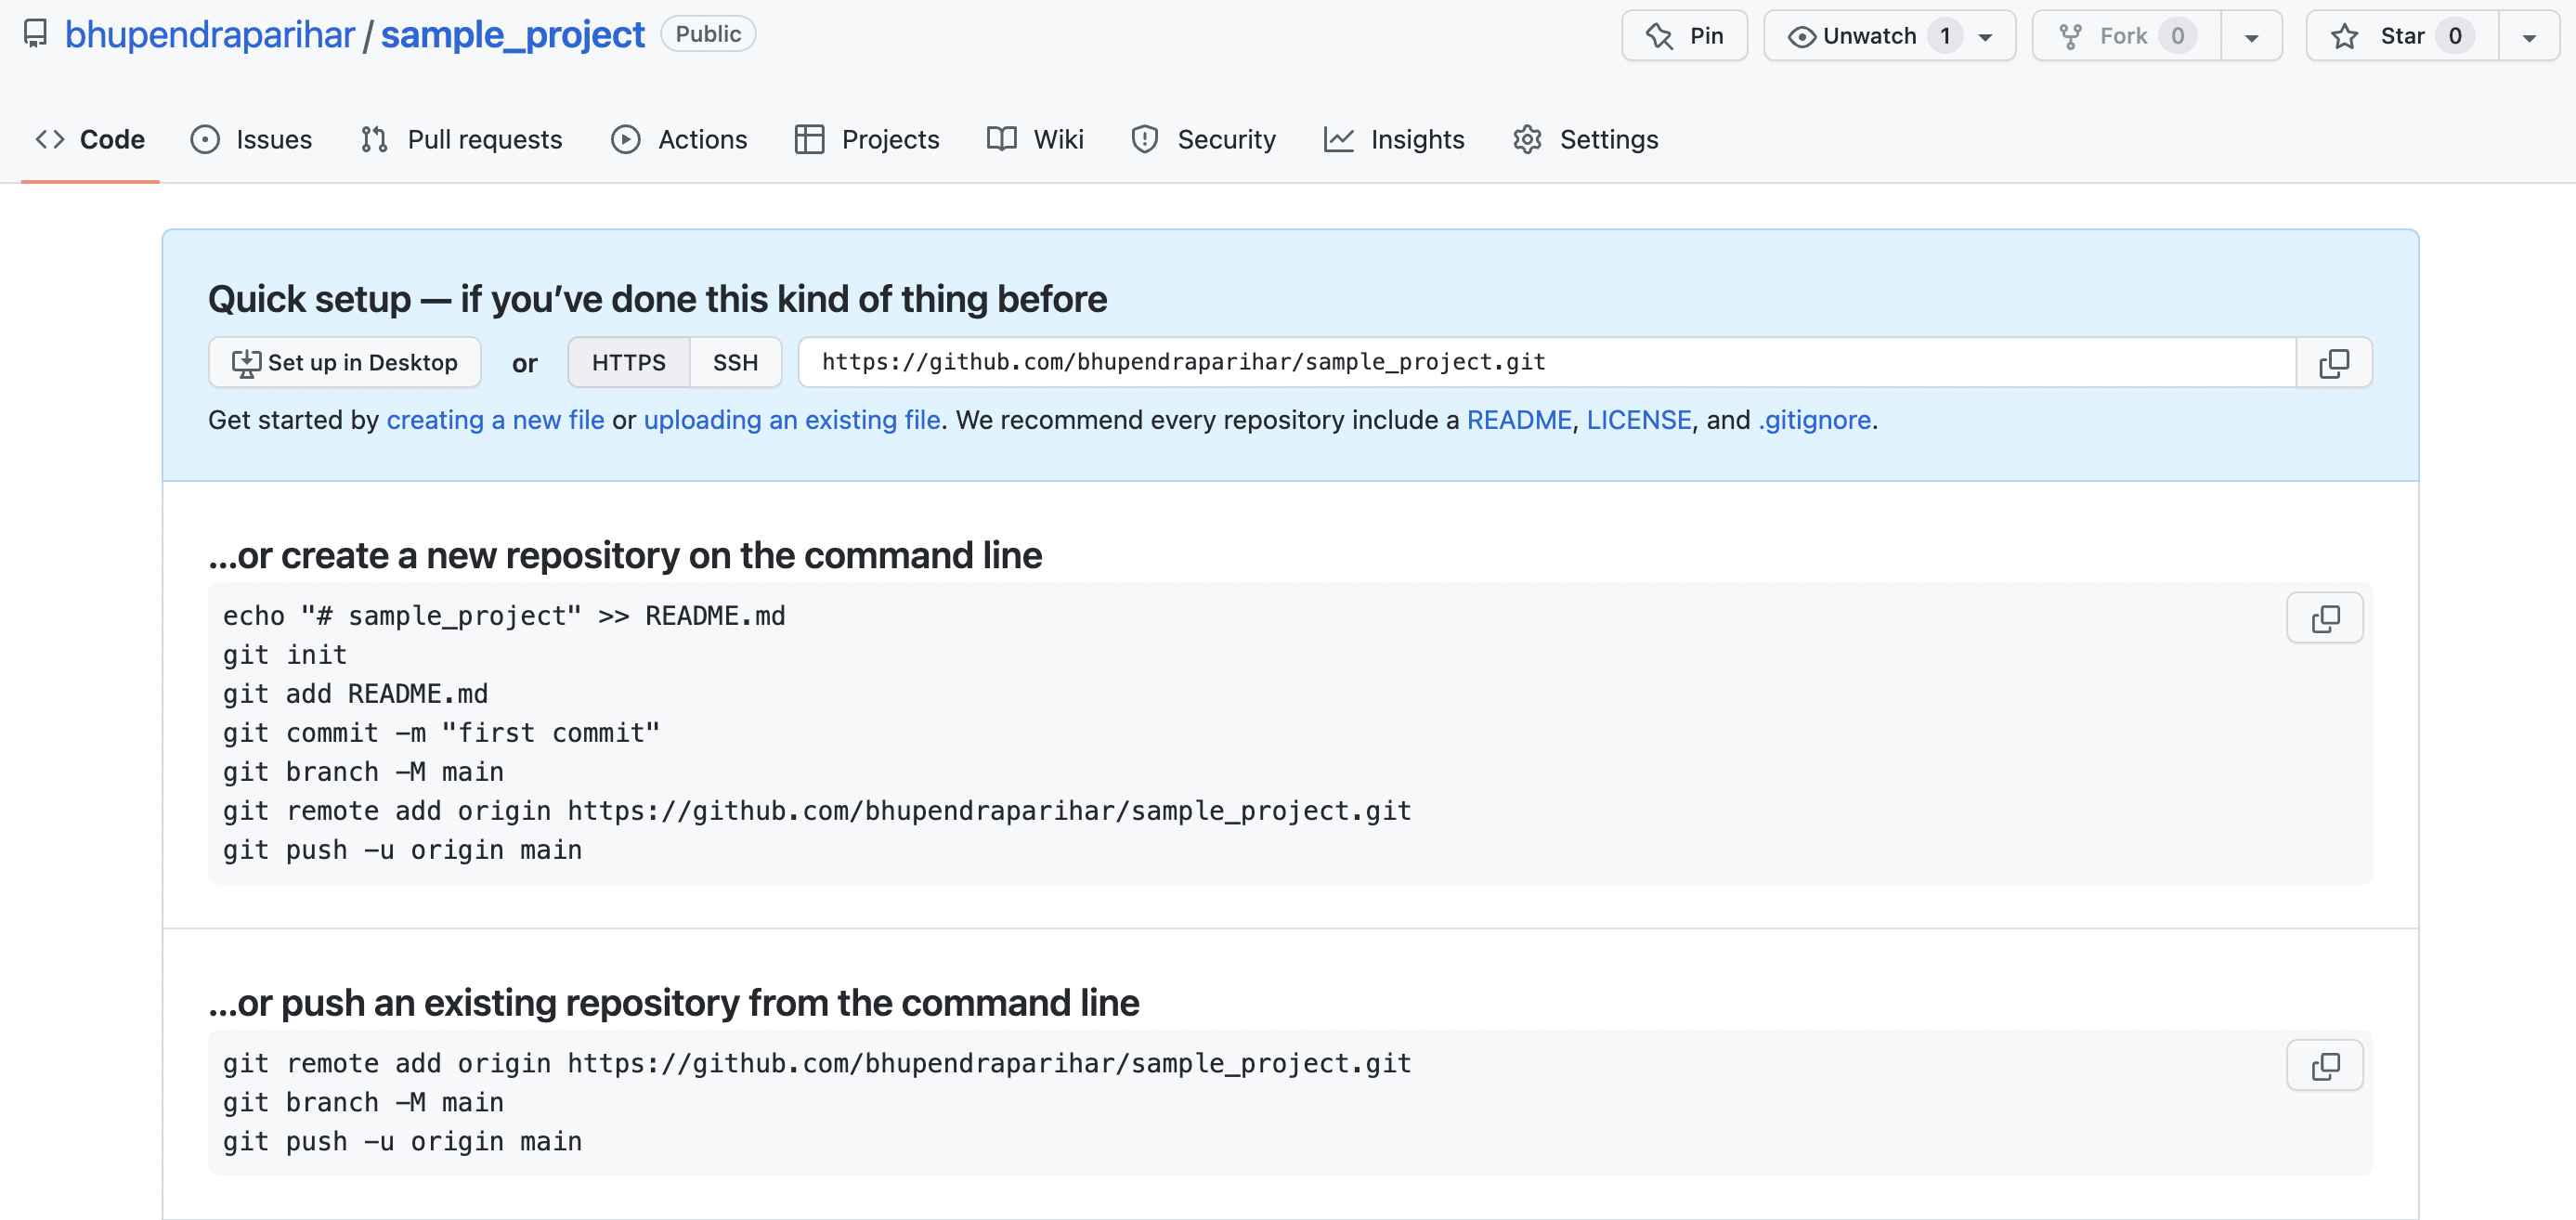 bhupendraparihar / sample_project Public Pin Unwatch 1 Fork 0 Star 0
Code Issues Pull requests Actions Projects Wiki Security Insights Settings
Quick setup — if you’ve done this kind of thing before
Set up in Desktop or HTTPS SSH https://github.com/bhupendraparihar/sample_project.git
Get started by creating a new file or uploading an existing file. We recommend every repository include a README, LICENSE, and .gitignore.
…or create a new repository on the command line
echo "# sample_project" >> README.md
git init
git add README.md
git commit -m "first commit"
git branch -M main
git remote add origin https://github.com/bhupendraparihar/sample_project.git
git push -u origin main
…or push an existing repository from the command line
git remote add origin https://github.com/bhupendraparihar/sample_project.git
git branch -M main
git push -u origin main